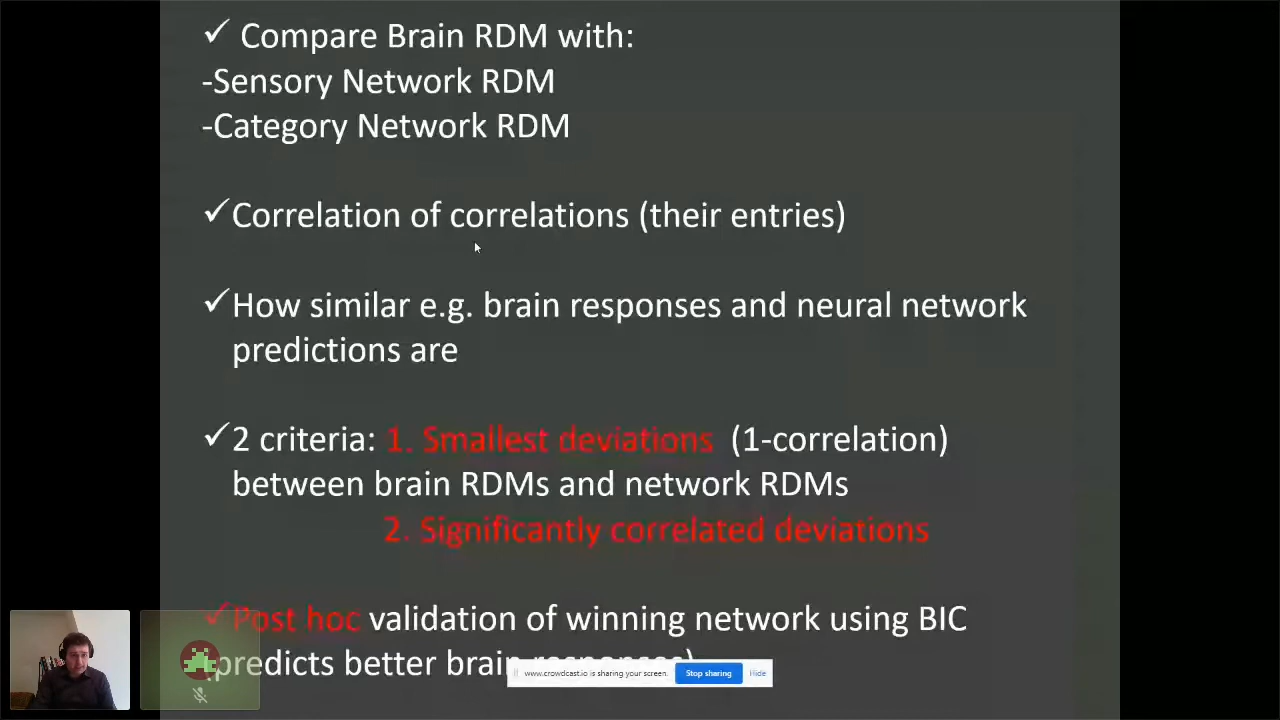 ✓ Compare Brain RDM with:
-Sensory Network RDM
-Category Network RDM
✓Correlation of correlations (their entries)
✓How similar e.g. brain responses and neural network
predictions are
✓2 criteria: 1. Smallest deviations (1-correlation)
between brain RDMs and network RDMs
2. Significantly correlated deviations
✓Post hoc validation of winning network using BIC
(predicts better brain responses)
www.crowdcast.io is sharing your screen.
Stop sharing
Hide